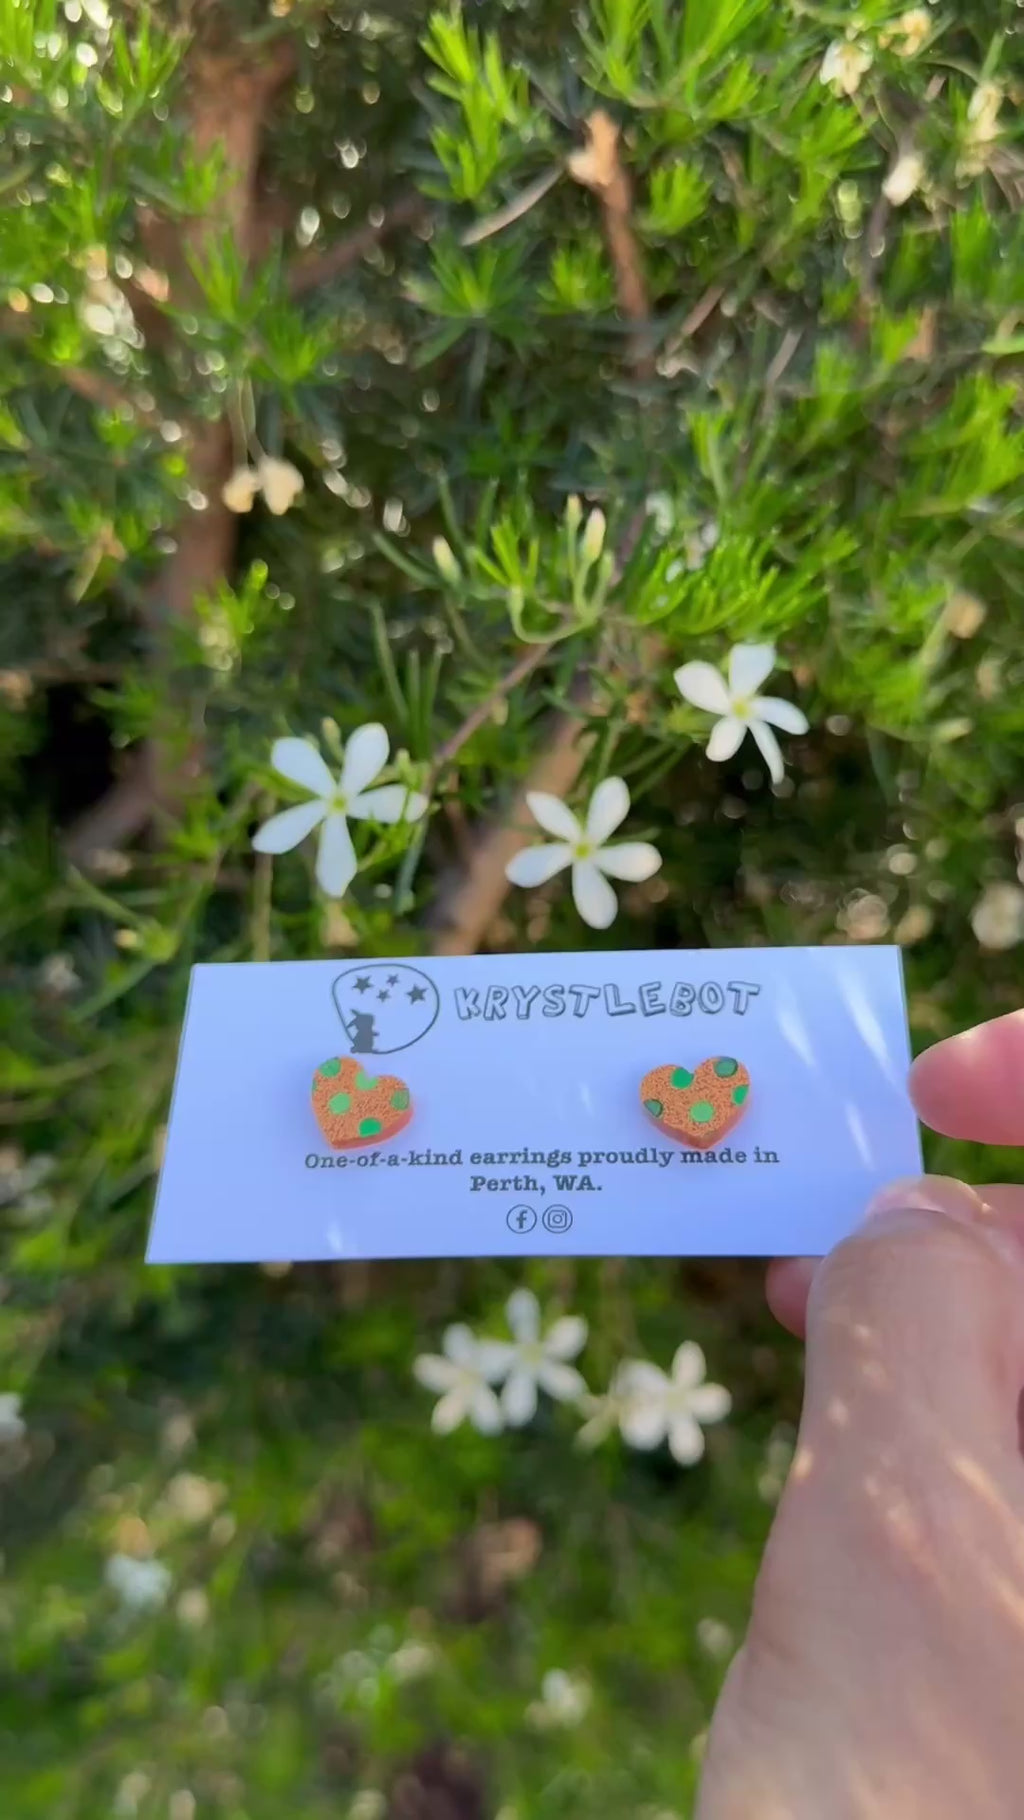 KRYSTLEBOT
One-of-a-kind earrings proudly made in
Perth, WA.